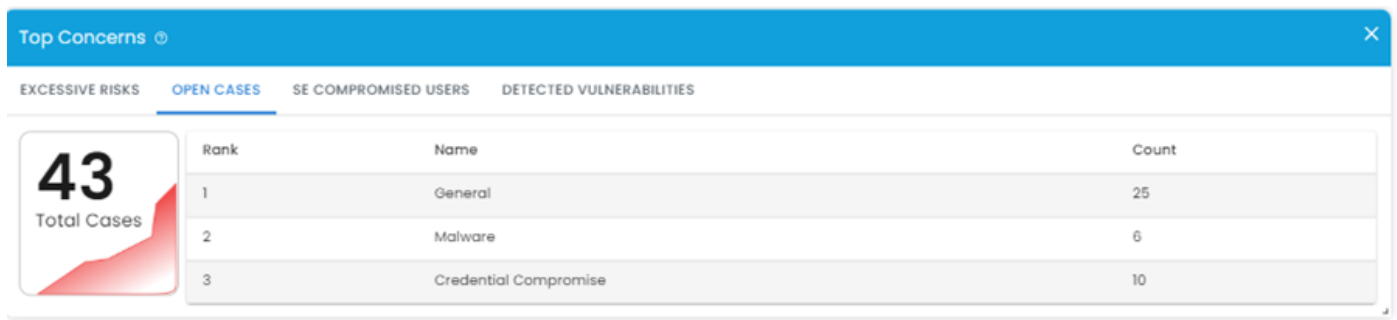 Top Concerns
EXCESSIVE RISKS OPEN CASES SE COMPROMISED USERS DETECTED VULNERABILITIES
43
Total Cases
Rank Name Count
1 General 25
2 Malware 6
3 Credential Compromise 10